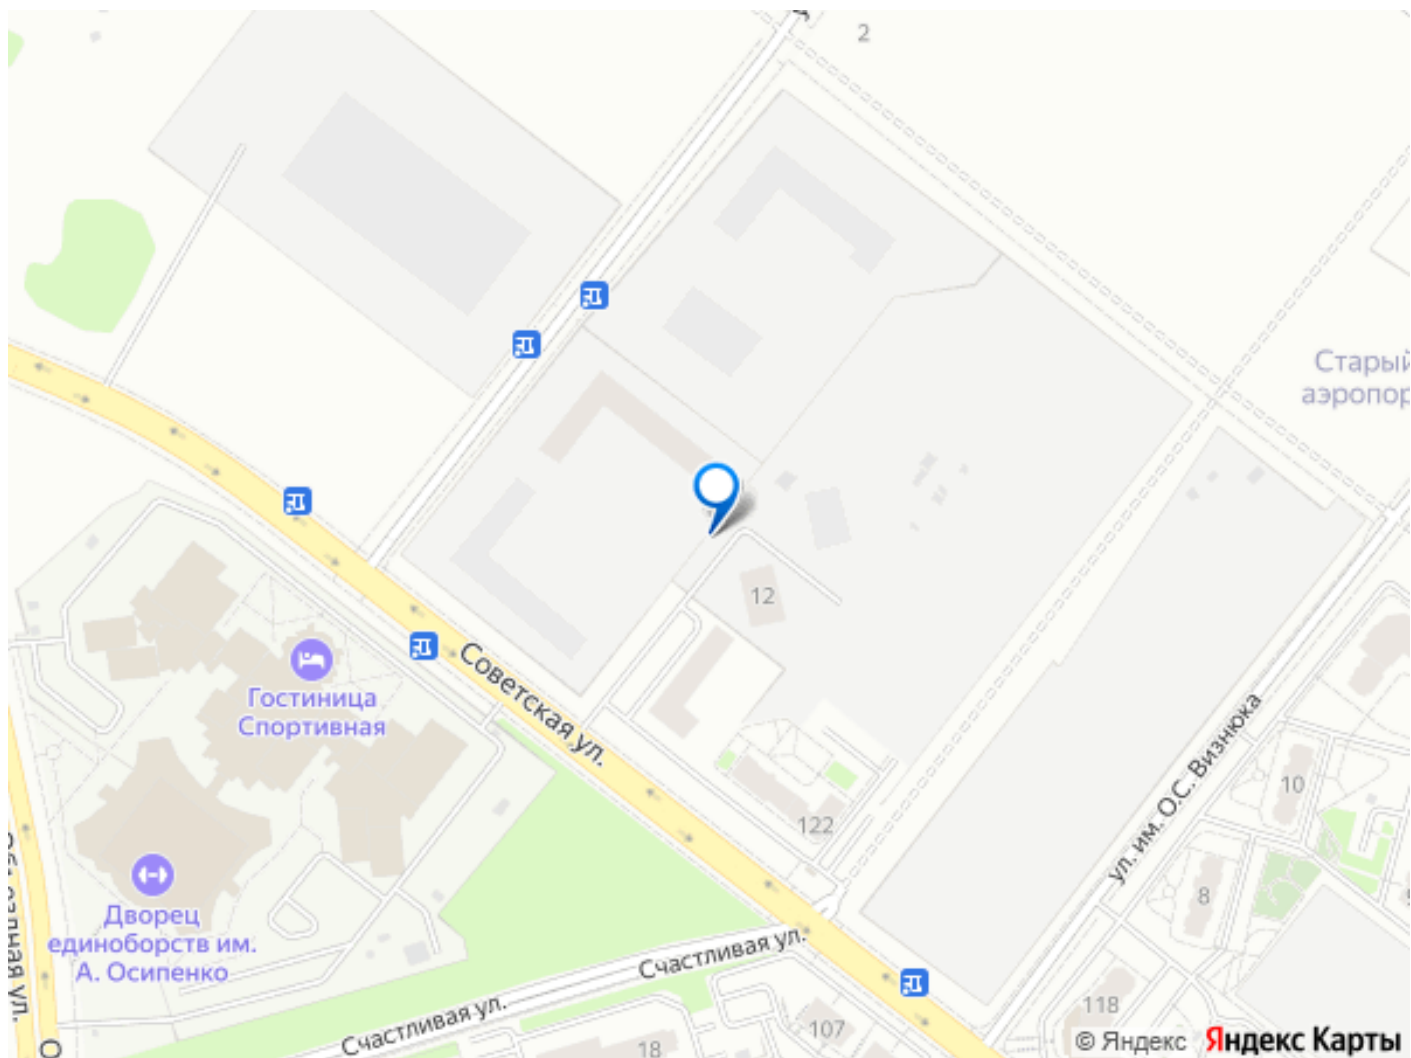 2
Старый
аэропор
12
Советская ул.
Гостиница
Спортивная
ул. им. О.С. Визнюка
10
122
8
Дворец
единоборств им.
А. Осипенко
Счастливая ул.
Счастливая ул.
118
107
18
© Яндекс Яндекс Карты